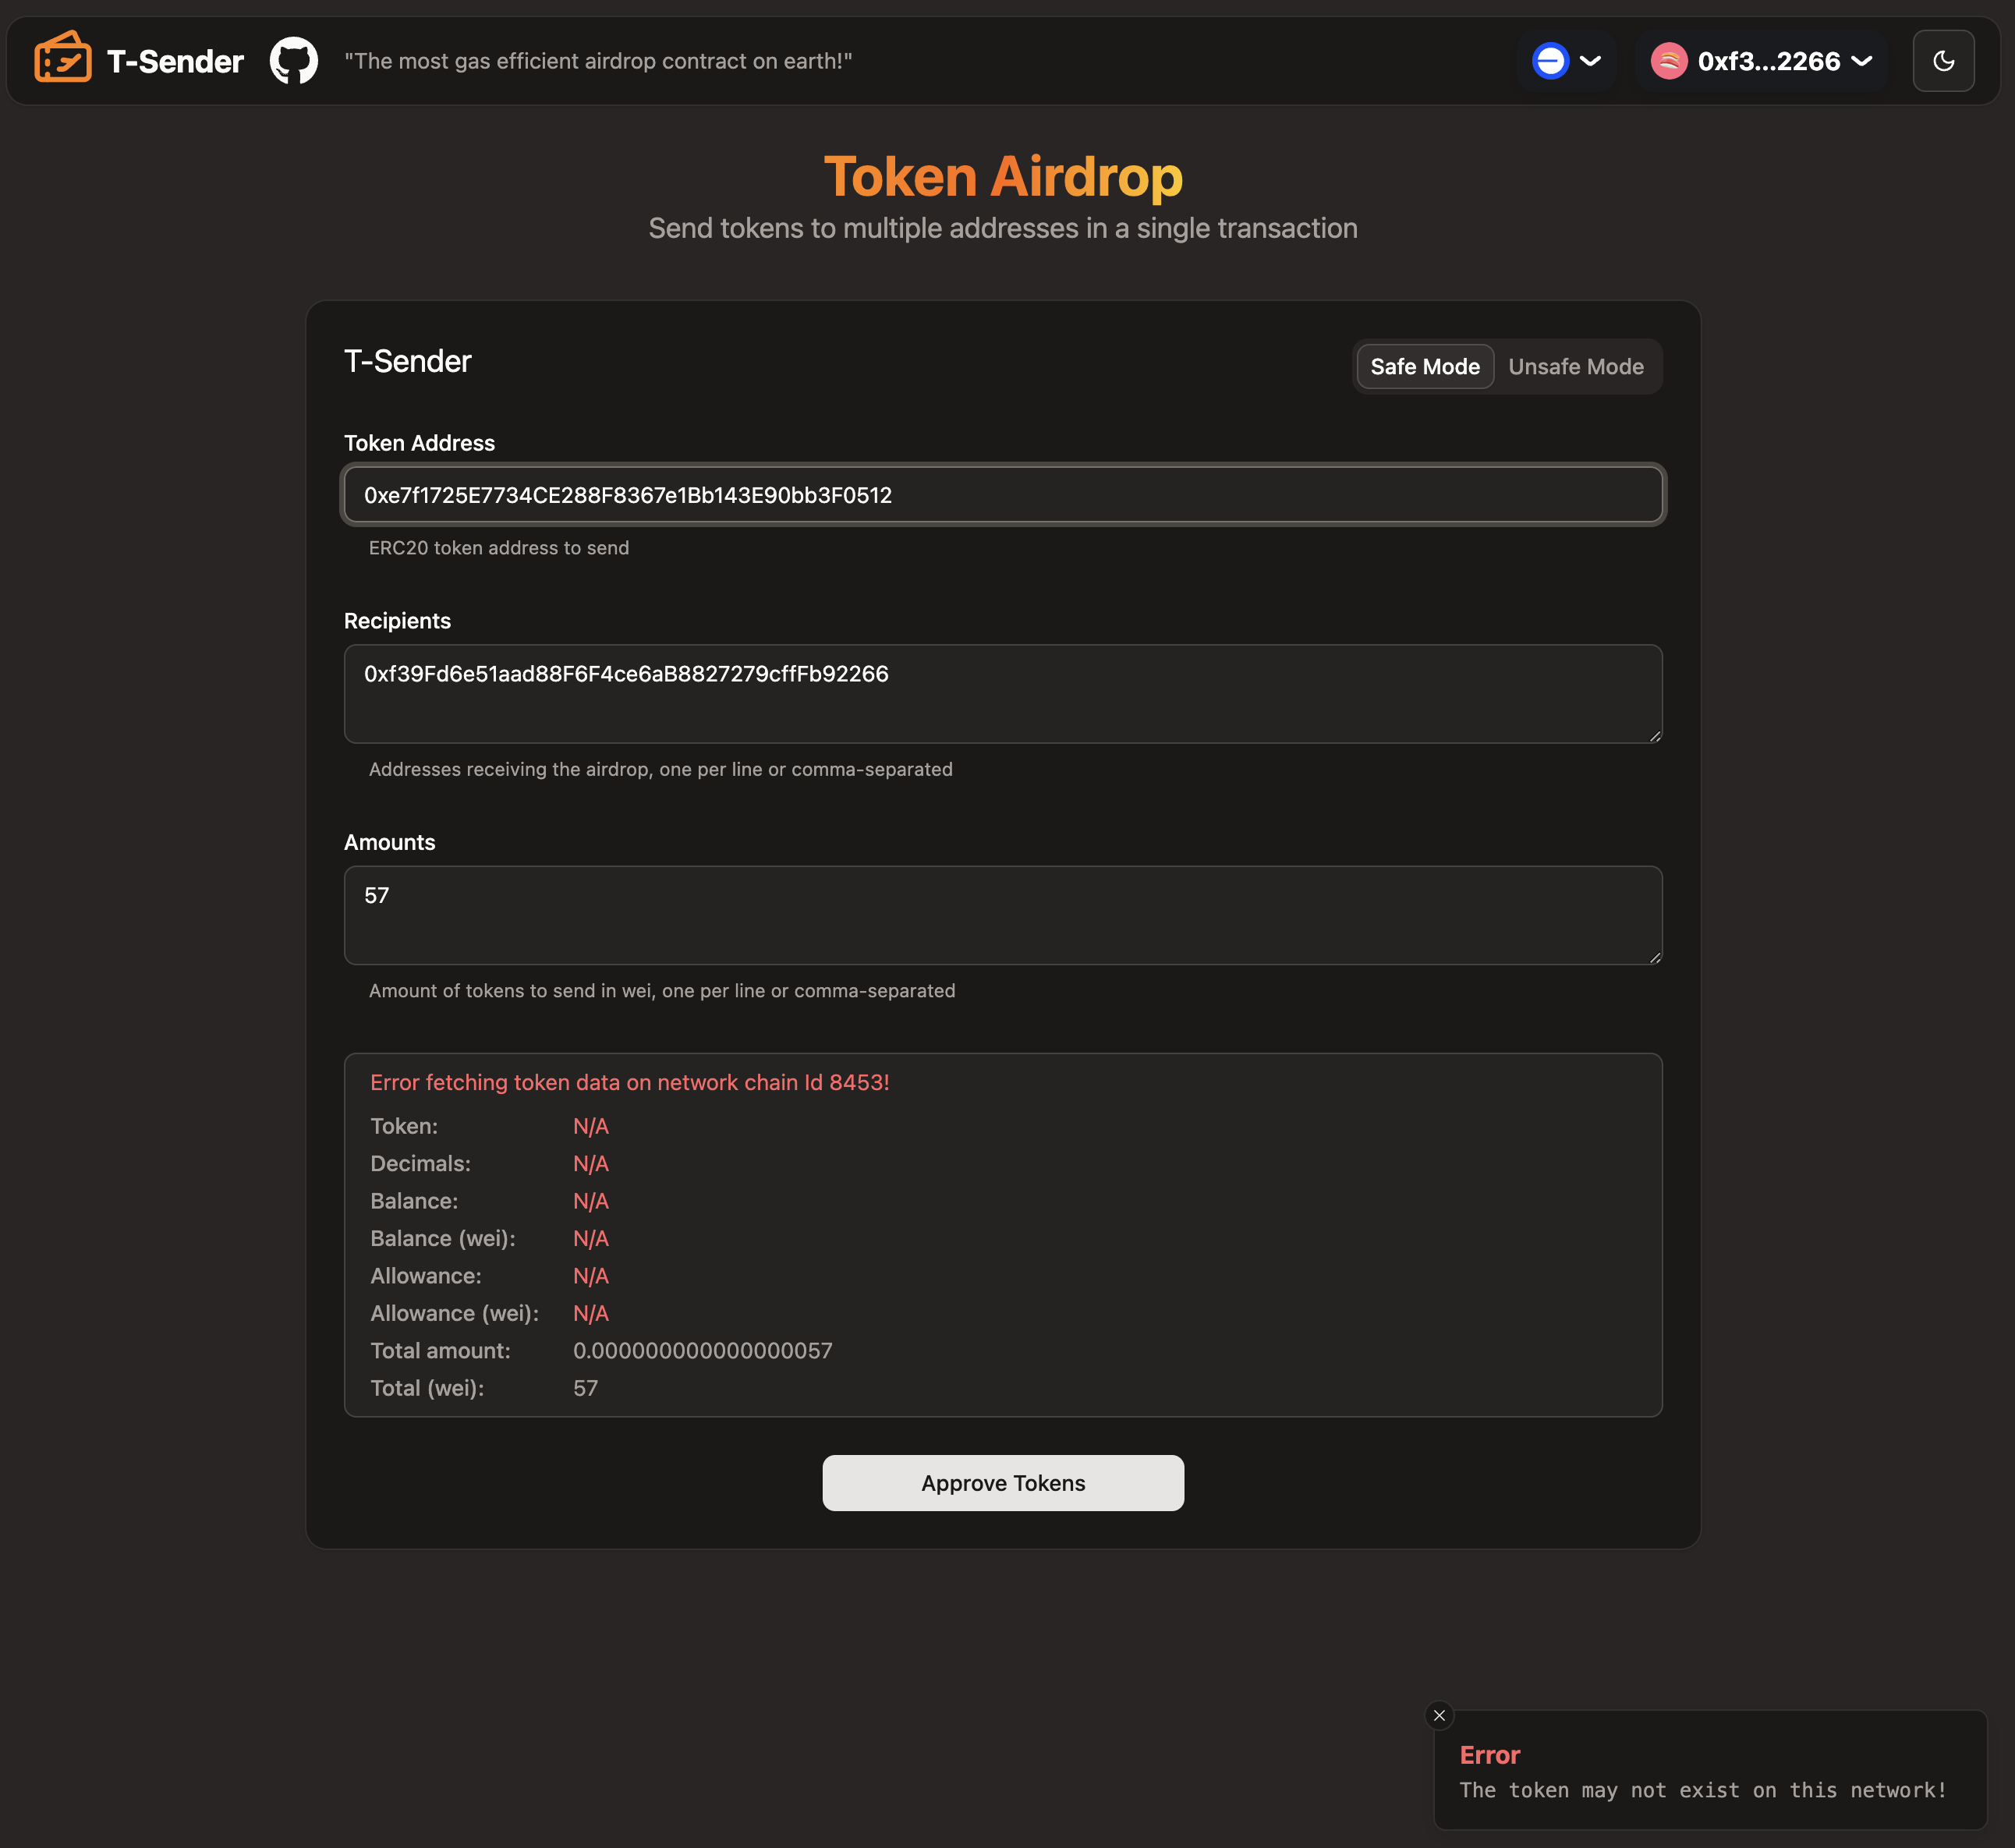 T-Sender
"The most gas efficient airdrop contract on earth!"
0xf3...2266
Token Airdrop
Send tokens to multiple addresses in a single transaction
T-Sender
Safe Mode
Unsafe Mode
Token Address
0xe7f1725E7734CE288F8367e1Bb143E90bb3F0512
ERC20 token address to send
Recipients
0xf39Fd6e51aad88F6F4ce6aB8827279cffFb92266
Addresses receiving the airdrop, one per line or comma-separated
Amounts
57
Amount of tokens to send in wei, one per line or comma-separated
Error fetching token data on network chain Id 8453!
Token: N/A
Decimals: N/A
Balance: N/A
Balance (wei): N/A
Allowance: N/A
Allowance (wei): N/A
Total amount: 0.000000000000000057
Total (wei): 57
Approve Tokens
Error
The token may not exist on this network!